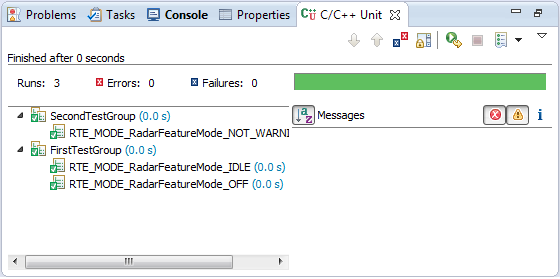 Problems Tasks Console Properties C/C++ Unit
Finished after 0 seconds
Runs: 3 Errors: 0 Failures: 0
SecondTestGroup (0.0 s)
RTE_MODE_RadarFeatureMode_NOT_WARNI
FirstTestGroup (0.0 s)
RTE_MODE_RadarFeatureMode_IDLE (0.0 s)
RTE_MODE_RadarFeatureMode_OFF (0.0 s)
Messages